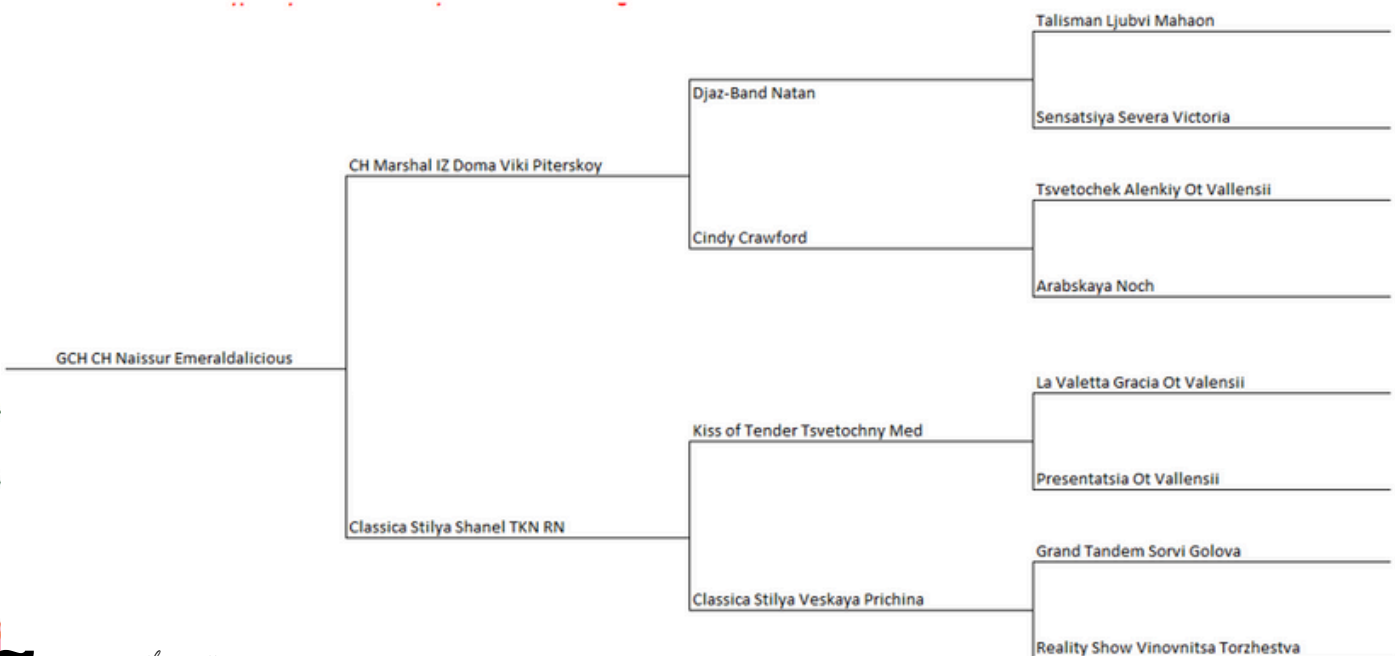 Talisman Ljubvi Mahaon
Djaz-Band Natan
Sensatsiya Severa Victoria
CH Marshal IZ Doma Viki Piterskoy
Tsvetochek Alenkiy Ot Vallensii
Cindy Crawford
Arabskaya Noch
GCH CH Naissur Emeraldalicious
La Valetta Gracia Ot Valensii
Kiss of Tender Tsvetochny Med
Presentatsia Ot Vallensii
Classica Stilya Shanel TKN RN
Grand Tandem Sorvi Golova
Classica Stilya Veskaya Prichina
Reality Show Vinovnitsa Torzhestva